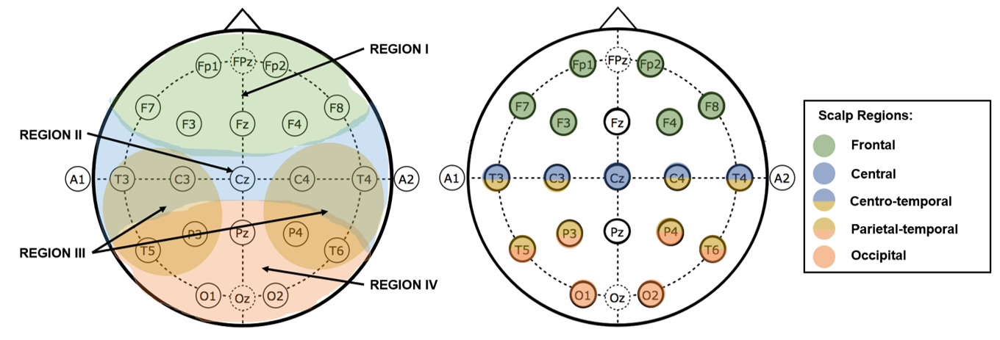 REGION I
Fp1 FPz Fp2
F7 F8
F3 Fz F4
REGION II
A1 T3 C3 Cz C4 T4 A2
P3 Pz P4
REGION III
T5 T6
REGION IV
O1 Oz O2
Fp1 FPz Fp2
F7 F8
F3 Fz F4
A1 T3 C3 Cz C4 T4 A2
P3 Pz P4
T5 T6
O1 Oz O2
Scalp Regions:
Frontal
Central
Centro-temporal
Parietal-temporal
Occipital